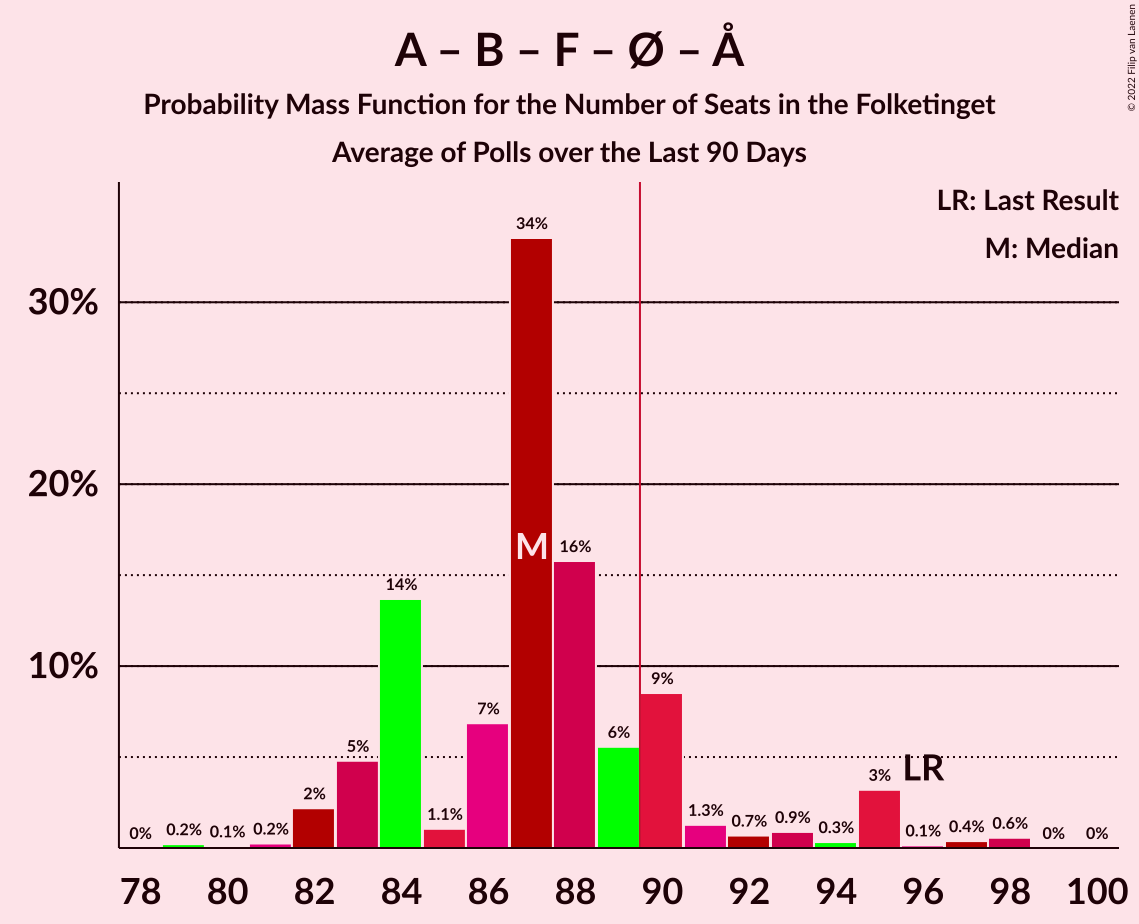 A – B – F – Ø – Å
Probability Mass Function for the Number of Seats in the Folketinget
Average of Polls over the Last 90 Days
© 2022 Filip van Laenen
LR: Last Result
M: Median
30%
20%
10%
0%
0.2%
0.1%
0.2%
2%
5%
14%
1.1%
7%
34%
M
16%
6%
9%
1.3%
0.7%
0.9%
0.3%
3%
LR
0.1%
0.4%
0.6%
0%
0%
78 80 82 84 86 88 90 92 94 96 98 100